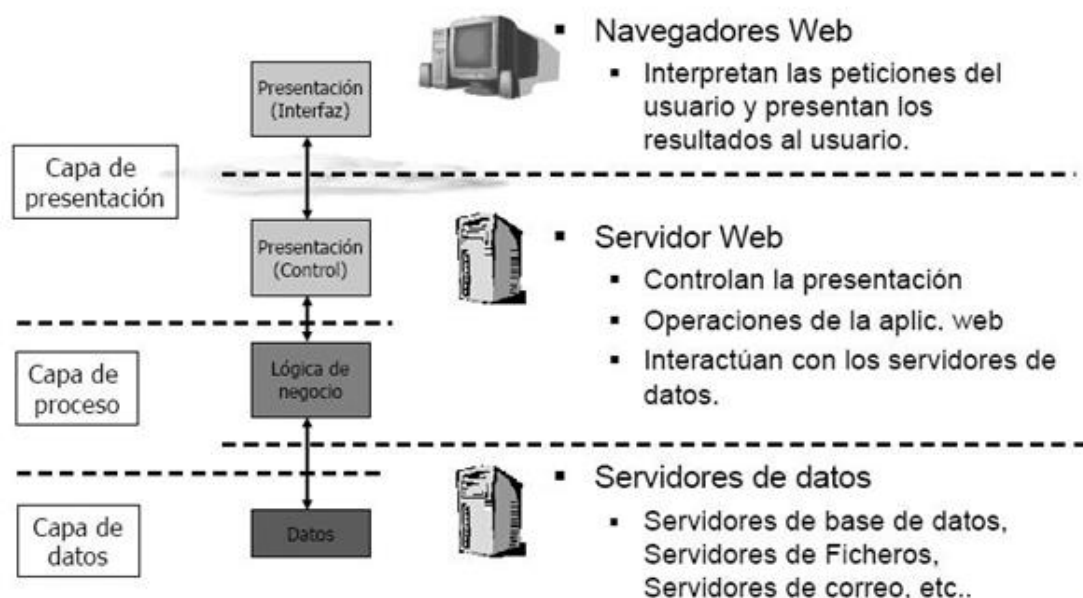 Presentación
(Interfaz)
Capa de
presentación
Presentación
(Control)
Capa de
proceso
Lógica de
negocio
Capa de
datos
Datos
▪ Navegadores Web
▪ Interpretan las peticiones del
usuario y presentan los
resultados al usuario.
▪ Servidor Web
▪ Controlan la presentación
▪ Operaciones de la aplic. web
▪ Interactúan con los servidores de
datos.
▪ Servidores de datos
▪ Servidores de base de datos,
Servidores de Ficheros,
Servidores de correo, etc..